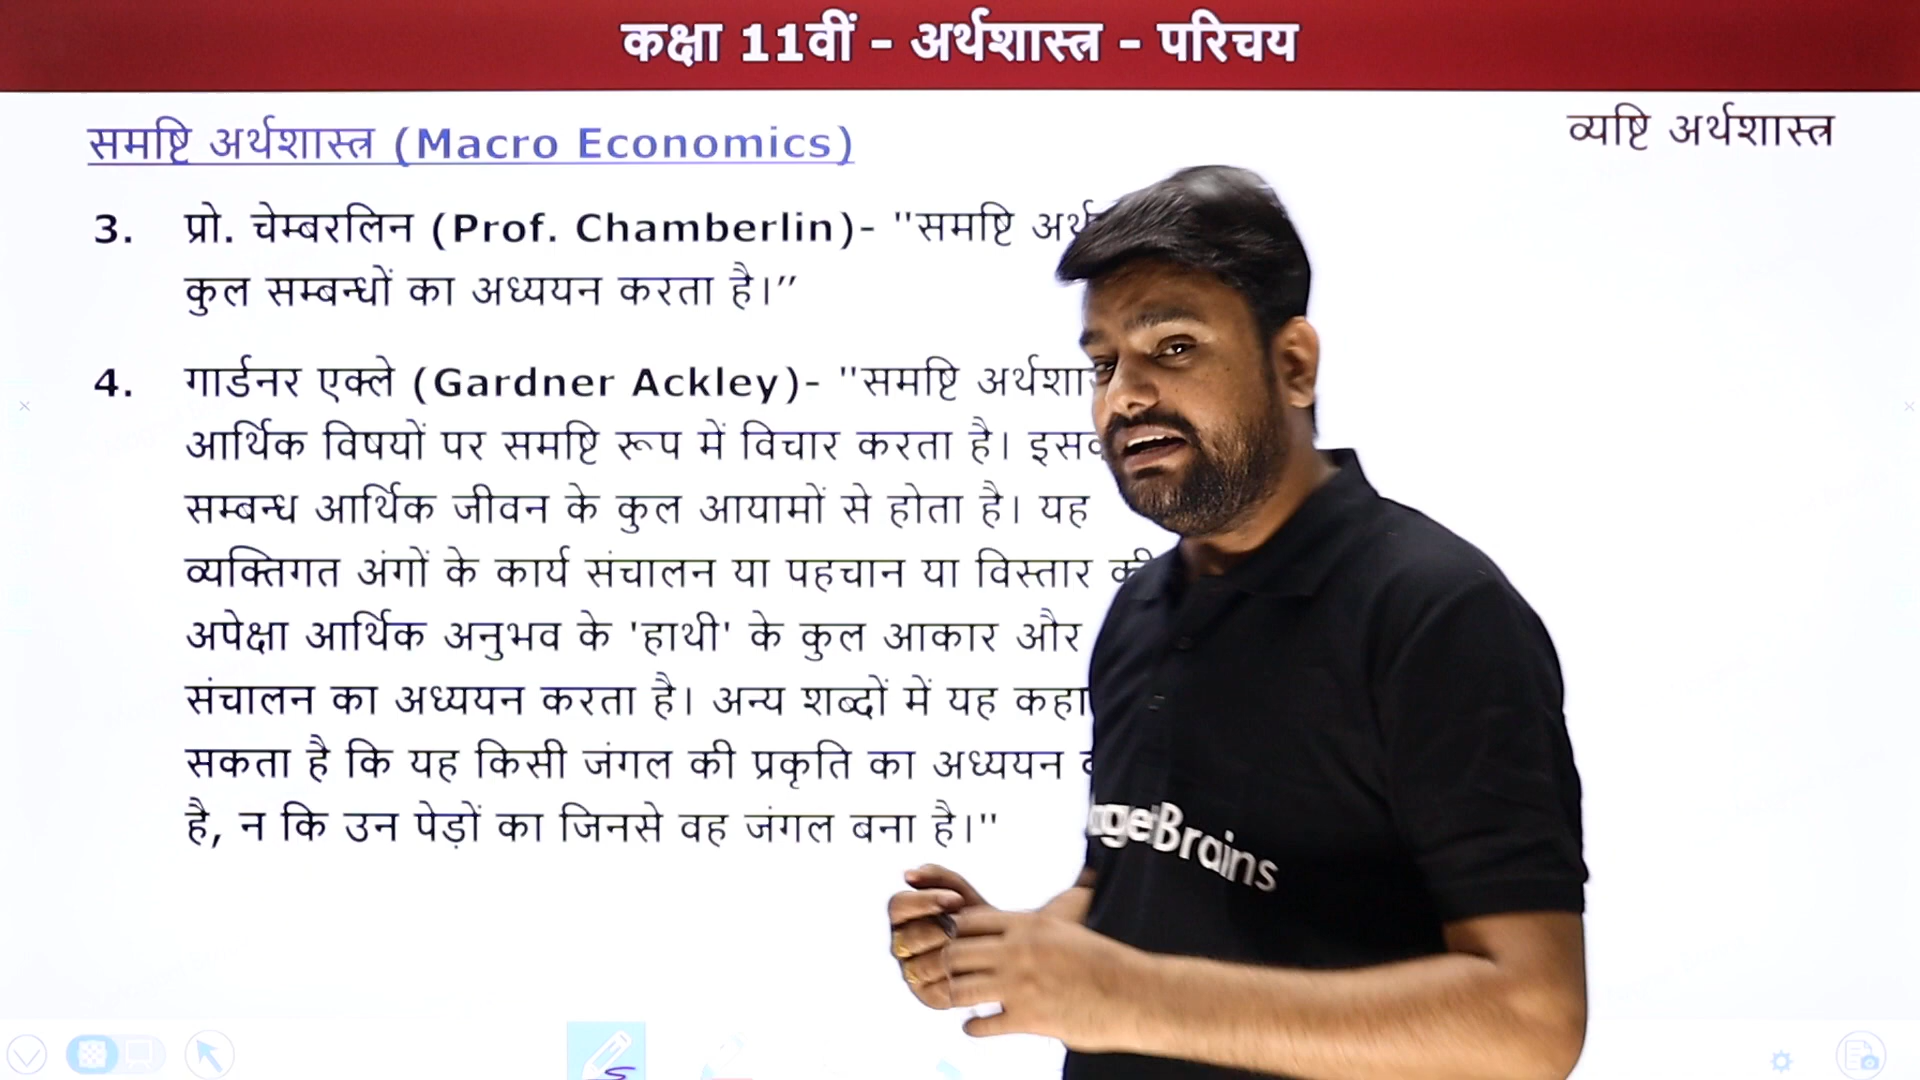 कक्षा 11वीं - अर्थशास्त्र - परिचय
व्यष्टि अर्थशास्त्र
समष्टि अर्थशास्त्र (Macro Economics)
3. प्रो. चेम्बरलिन (Prof. Chamberlin)- "समष्टि
कुल सम्बन्धों का अध्ययन करता है।”
4. गार्डनर एक्ले (Gardner Ackley)- "समष्टि
आर्थिक विषयों पर समष्टि रूप में विचार करता है।
सम्बन्ध आर्थिक जीवन के कुल आयामों से होता है। यह
व्यक्तिगत अंगों के कार्य संचालन या पहचान या विस्तार की
अपेक्षा आर्थिक अनुभव के 'हाथी' के कुल आकार और
संचालन का अध्ययन करता है। अन्य शब्दों में यह कहा
सकता है कि यह किसी जंगल की प्रकृति का अध्ययन
है, न कि उन पेड़ों का जिनसे वह जंगल बना है।"
Brains